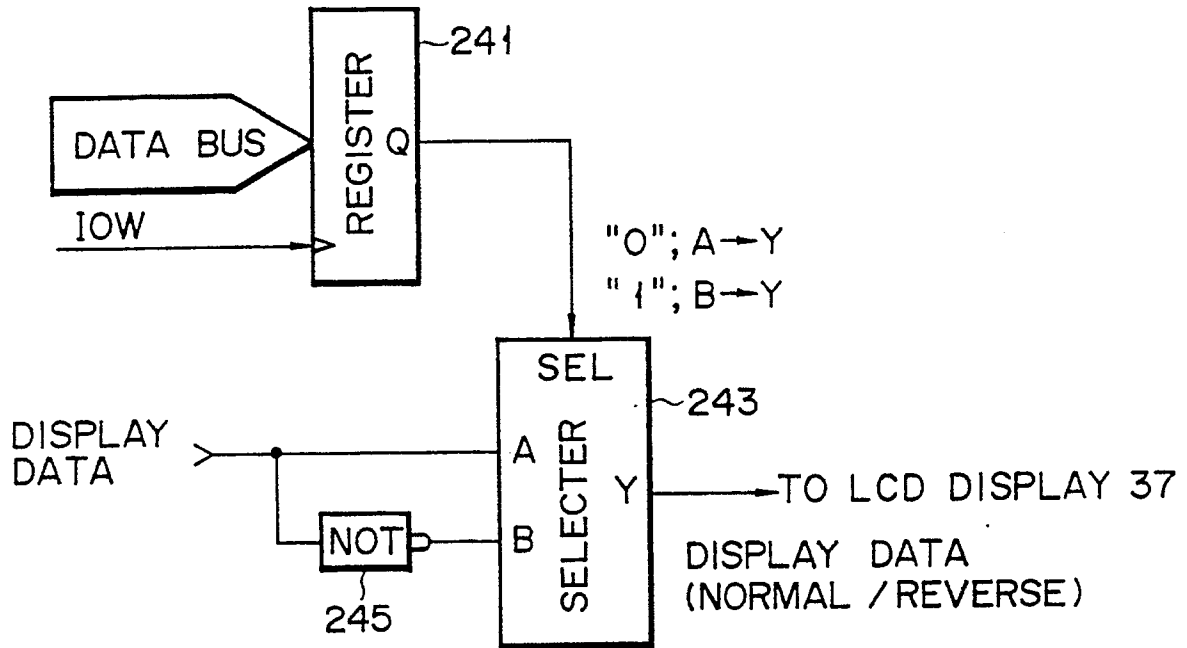 241
REGISTER
DATA BUS
Q
IOW
"0"; A→Y
"1"; B→Y
SEL
243
SELECTER
DISPLAY
DATA
A
Y
TO LCD DISPLAY 37
NOT
B
DISPLAY DATA
(NORMAL / REVERSE)
245